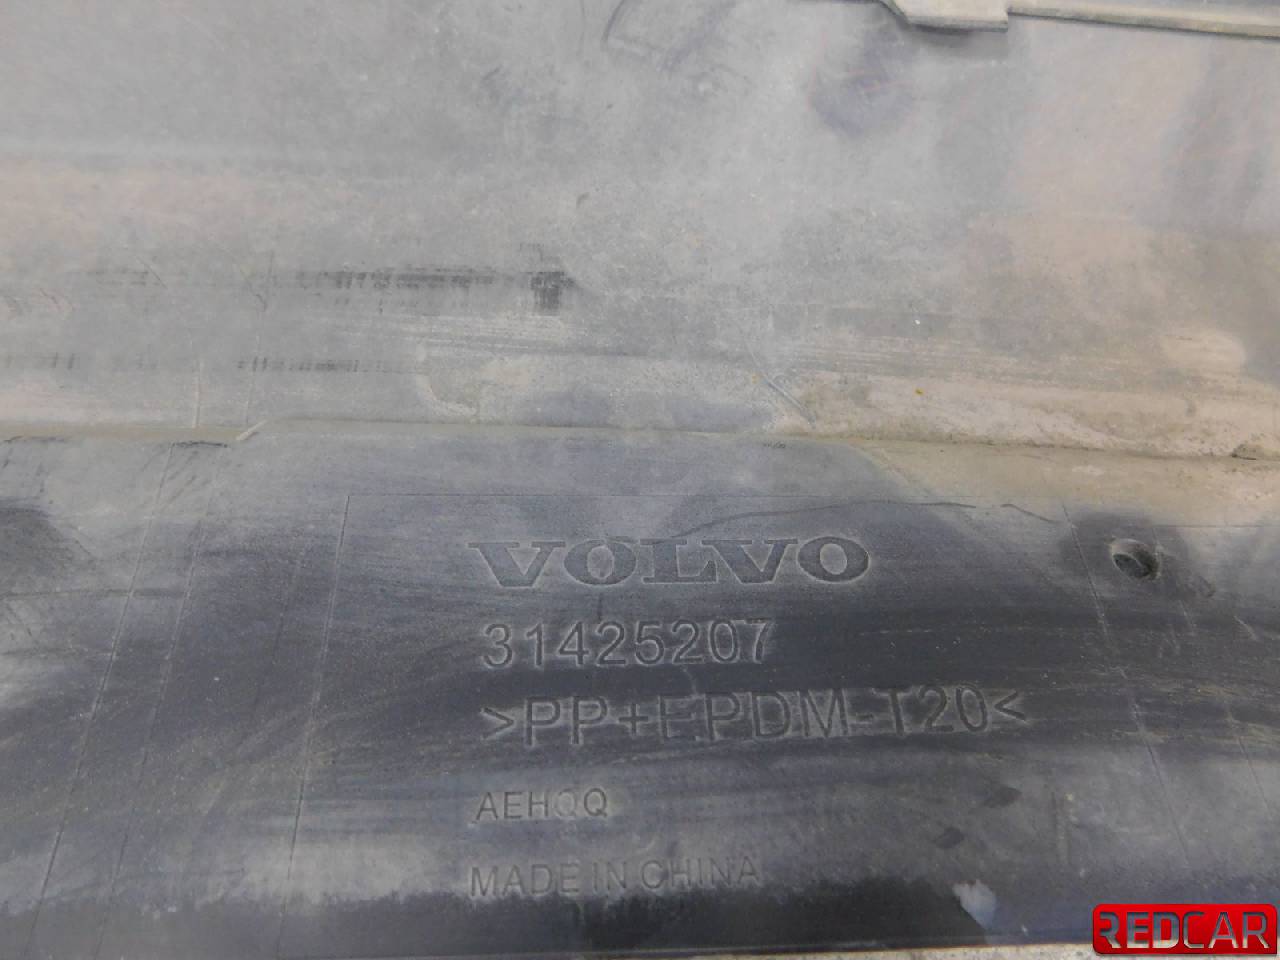 VOLVO
31425207
>PP+EPDM-T20<
AEHQQ
MADE IN CHINA
REDCAR